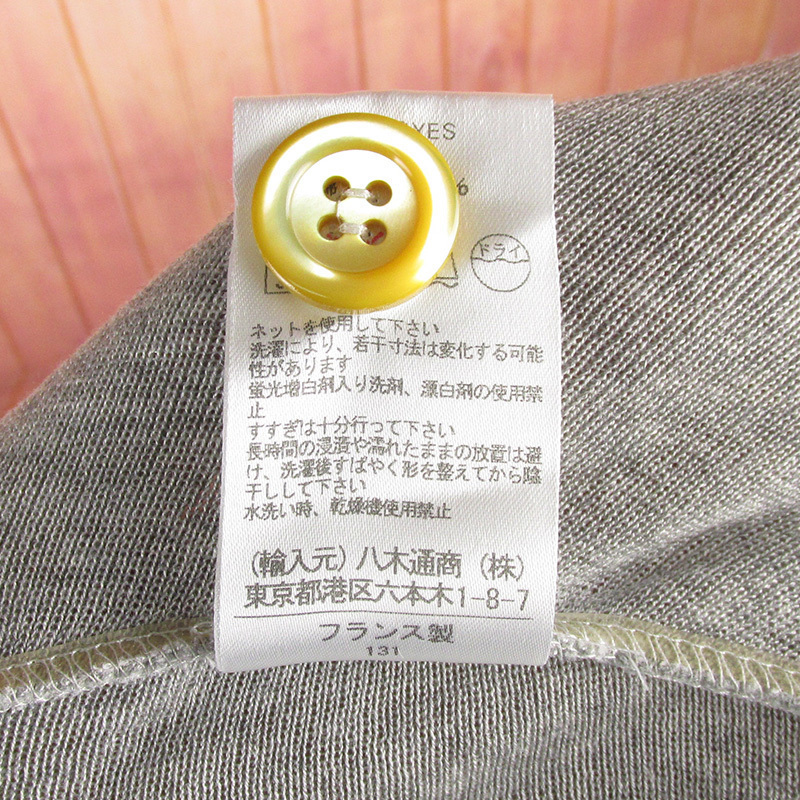 ドライ
ネットを使用して下さい
洗濯により、若干寸法は変化する可能
性があります
蛍光増白剤入り洗剤、漂白剤の使用禁
止
すすぎは十分行って下さい
長時間の浸漬や濡れたままの放置は避
け、洗濯後すばやく形を整えてから陰
干しして下さい
水洗い時、乾燥機使用禁止
(輸入元) 八木通商 (株)
東京都港区六本木1-8-7
フランス製
131